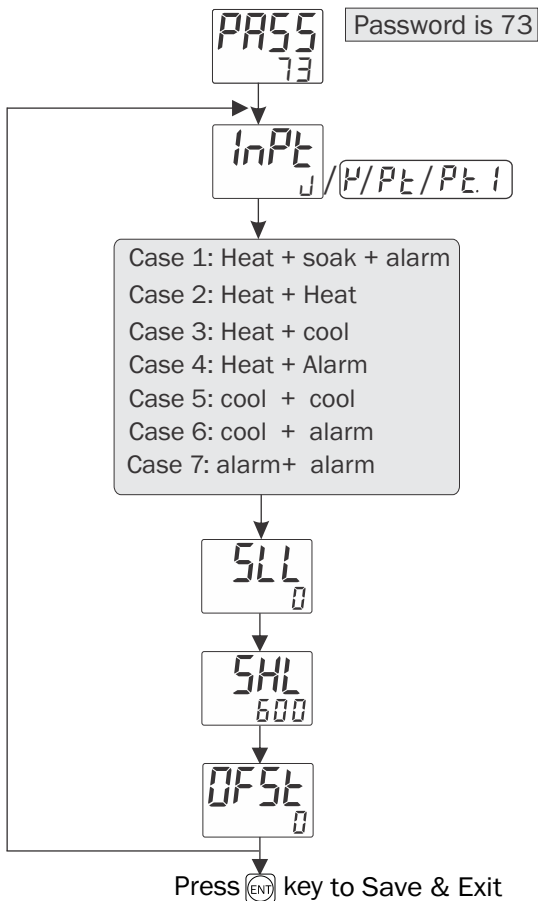 PASS
73
Password is 73
InPt
J / K / Pt / Pt. 1
Case 1: Heat + soak + alarm
Case 2: Heat + Heat
Case 3: Heat + cool
Case 4: Heat + Alarm
Case 5: cool + cool
Case 6: cool + alarm
Case 7: alarm+ alarm
SLL
0
SHL
600
OFSt
0
Press ENT key to Save & Exit